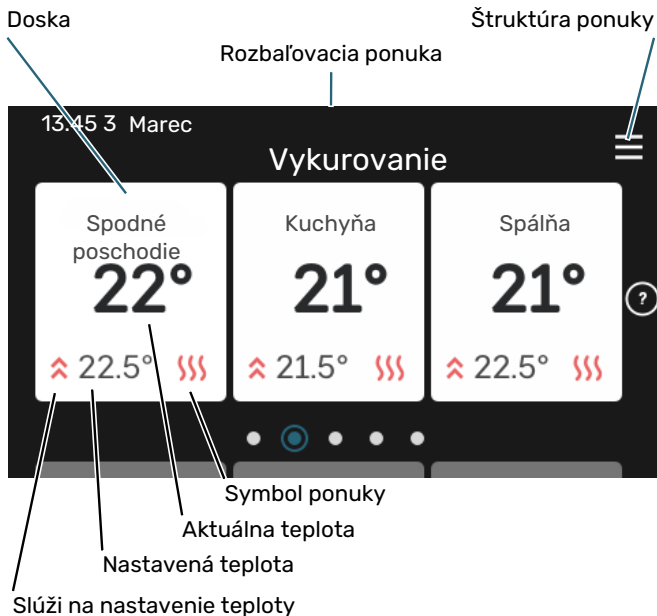 Doska
Štruktúra ponuky
Rozbaľovacia ponuka
13.45 3 Marec
Vykurovanie
Spodné
poschodie
22°
22.5°
Kuchyňa
21°
21.5°
Spálňa
21°
22.5°
?
Symbol ponuky
Aktuálna teplota
Nastavená teplota
Slúži na nastavenie teploty